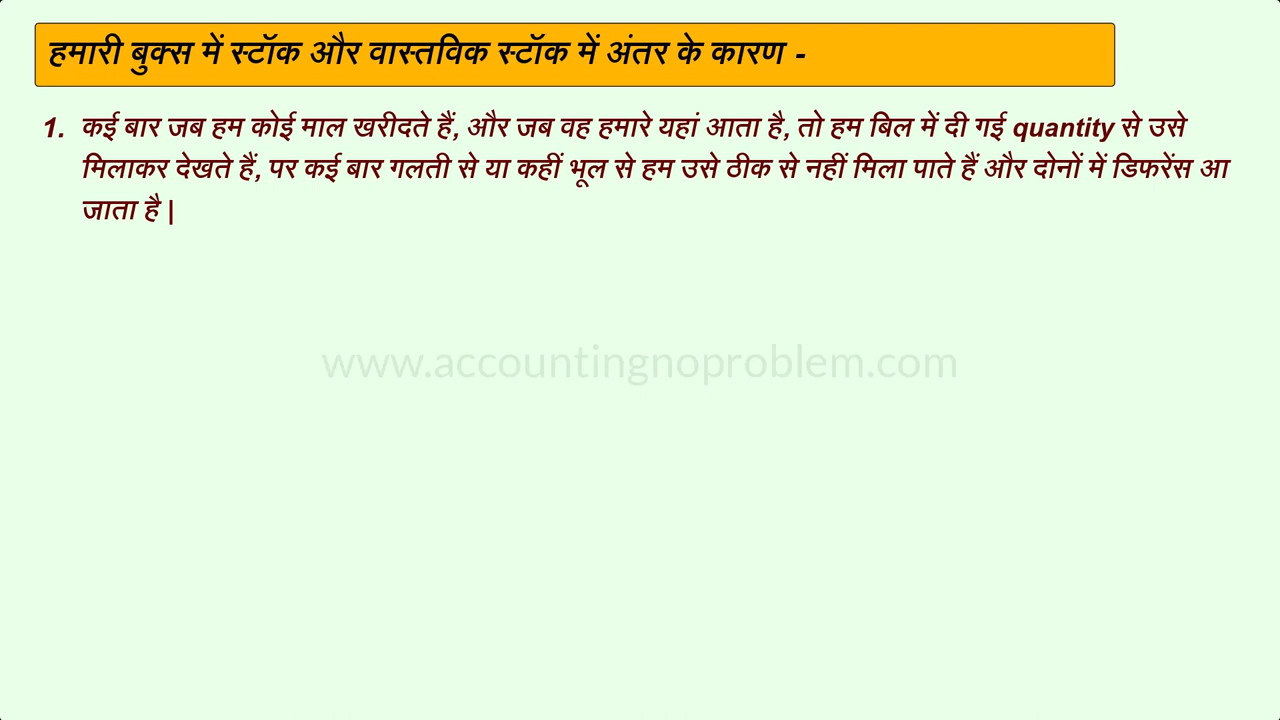 हमारी बुक्स में स्टॉक और वास्तविक स्टॉक में अंतर के कारण -
1. कई बार जब हम कोई माल खरीदते हैं, और जब वह हमारे यहां आता है, तो हम बिल में दी गई quantity से उसे
मिलाकर देखते हैं, पर कई बार गलती से या कहीं भूल से हम उसे ठीक से नहीं मिला पाते हैं और दोनों में डिफरेंस आ
जाता है |
www.accountingnoproblem.com